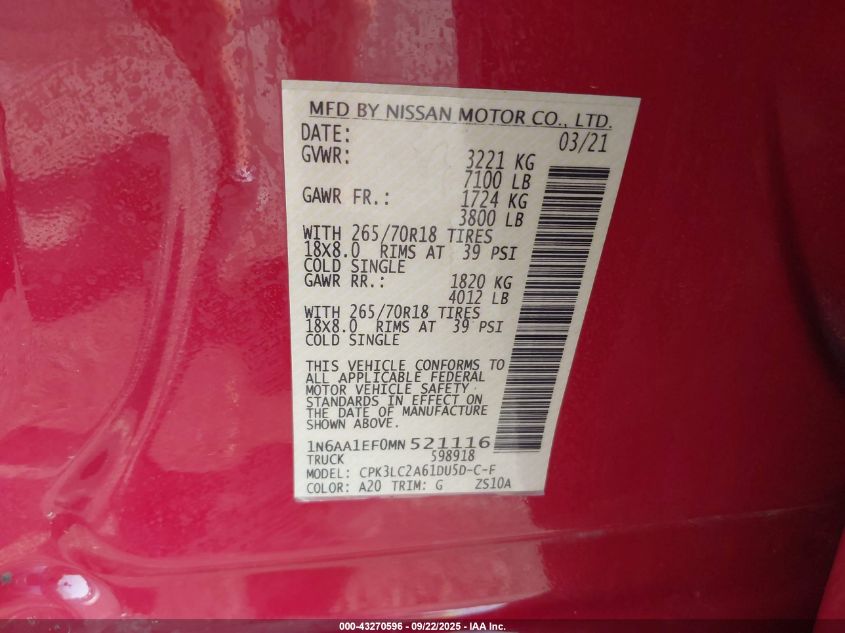 MFD BY NISSAN MOTOR CO., LTD.
DATE: 03/21
GVWR: 3221 KG
7100 LB
GAWR FR.: 1724 KG
3800 LB
WITH 265/70R18 TIRES
18X8.0 RIMS AT 39 PSI
COLD SINGLE
GAWR RR.: 1820 KG
4012 LB
WITH 265/70R18 TIRES
18X8.0 RIMS AT 39 PSI
COLD SINGLE
THIS VEHICLE CONFORMS TO
ALL APPLICABLE FEDERAL
MOTOR VEHICLE SAFETY
STANDARDS IN EFFECT ON
THE DATE OF MANUFACTURE
SHOWN ABOVE.
1N6AA1EF0MN521116
TRUCK 598918
MODEL: CPK3LC2A61DU5D-C-F
COLOR: A20 TRIM: G ZS10A
000-43270596 - 09/22/2025 - IAA Inc.